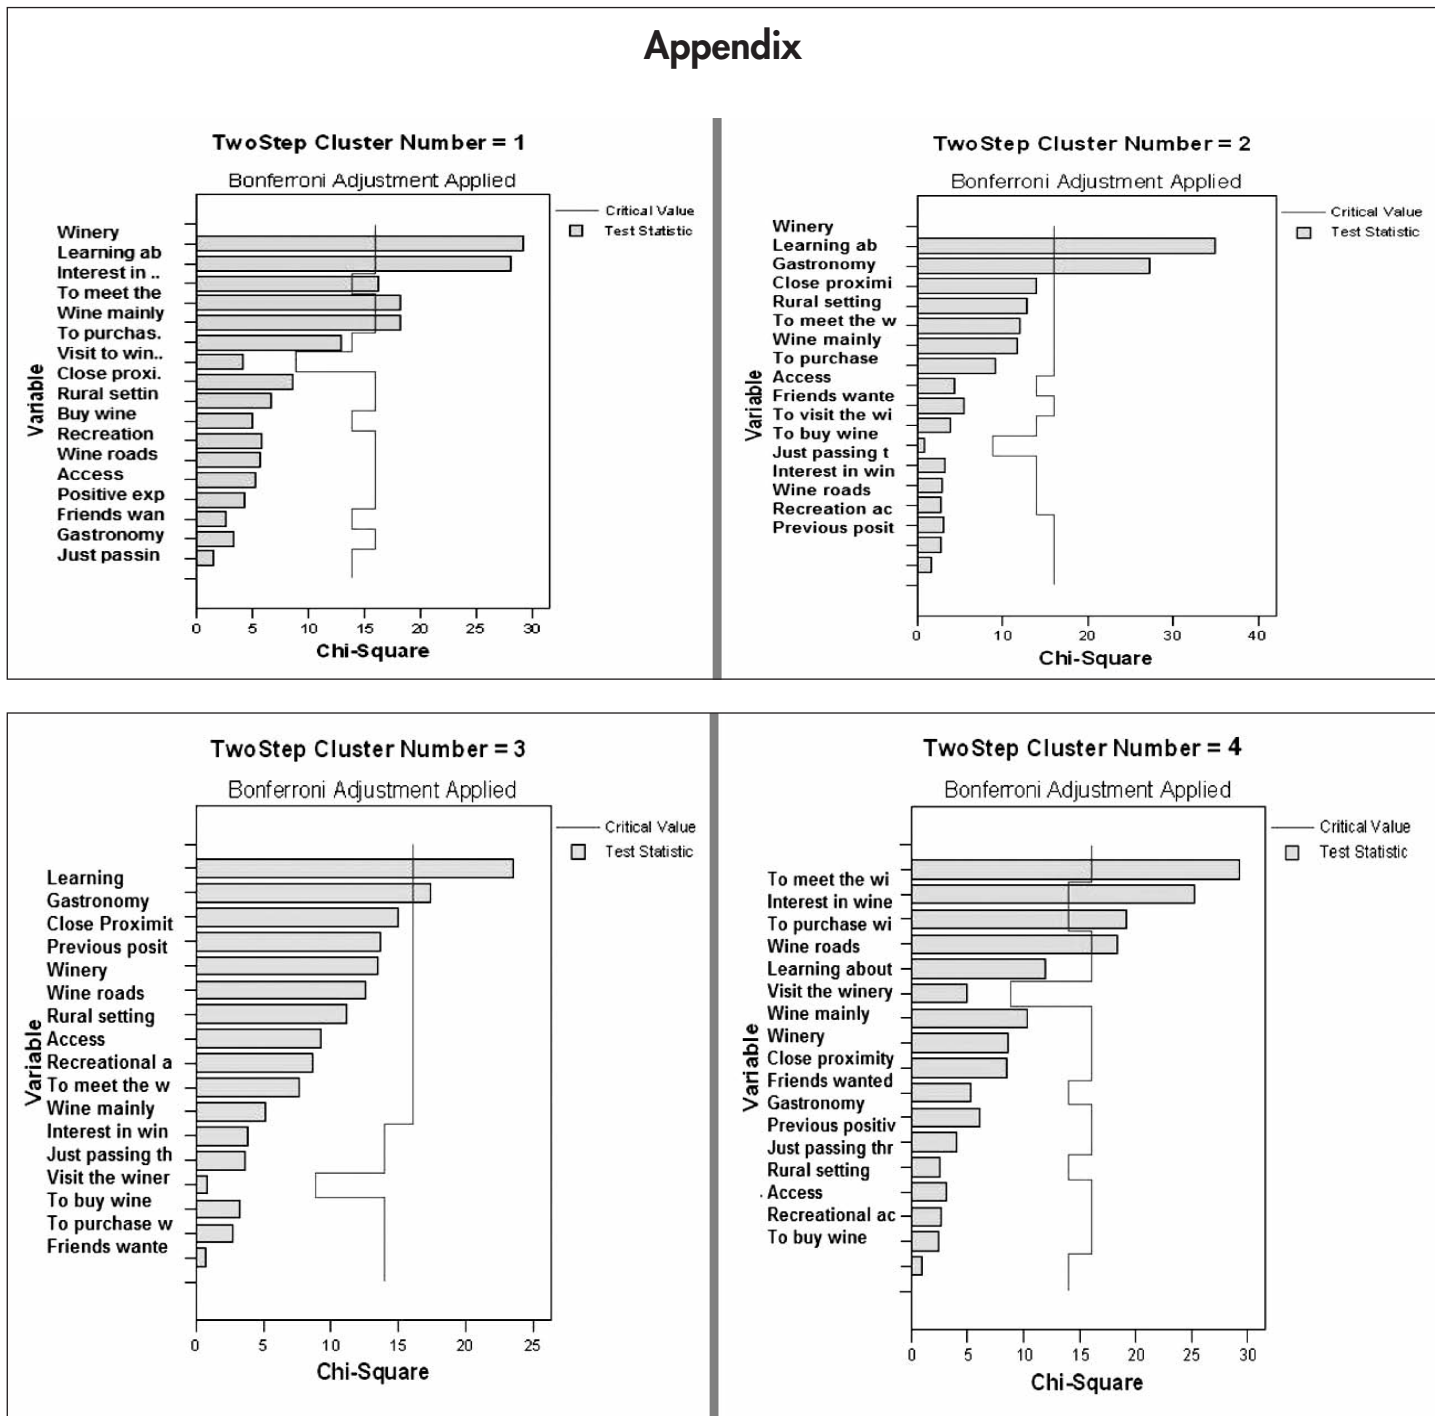 Appendix
TwoStep Cluster Number = 1
Bonferroni Adjustment Applied
Critical Value
Test Statistic
Variable
Winery
Learning ab
Interest in ..
To meet the
Wine mainly
To purchas.
Visit to win..
Close proxi.
Rural settin
Buy wine
Recreation
Wine roads
Access
Positive exp
Friends wan
Gastronomy
Just passin
0 5 10 15 20 25 30
Chi-Square
TwoStep Cluster Number = 2
Bonferroni Adjustment Applied
Critical Value
Test Statistic
Variable
Winery
Learning ab
Gastronomy
Close proximi
Rural setting
To meet the w
Wine mainly
To purchase
Access
Friends wante
To visit the wi
To buy wine
Just passing t
Interest in win
Wine roads
Recreation ac
Previous posit
0 10 20 30 40
Chi-Square
TwoStep Cluster Number = 3
Bonferroni Adjustment Applied
Critical Value
Test Statistic
Variable
Learning
Gastronomy
Close Proximit
Previous posit
Winery
Wine roads
Rural setting
Access
Recreational a
To meet the w
Wine mainly
Interest in win
Just passing th
Visit the winer
To buy wine
To purchase w
Friends wante
0 5 10 15 20 25
Chi-Square
TwoStep Cluster Number = 4
Bonferroni Adjustment Applied
Critical Value
Test Statistic
Variable
To meet the wi
Interest in wine
To purchase wi
Wine roads
Learning about
Visit the winery
Wine mainly
Winery
Close proximity
Friends wanted
Gastronomy
Previous positiv
Just passing thr
Rural setting
. Access
Recreational ac
To buy wine
0 5 10 15 20 25 30
Chi-Square